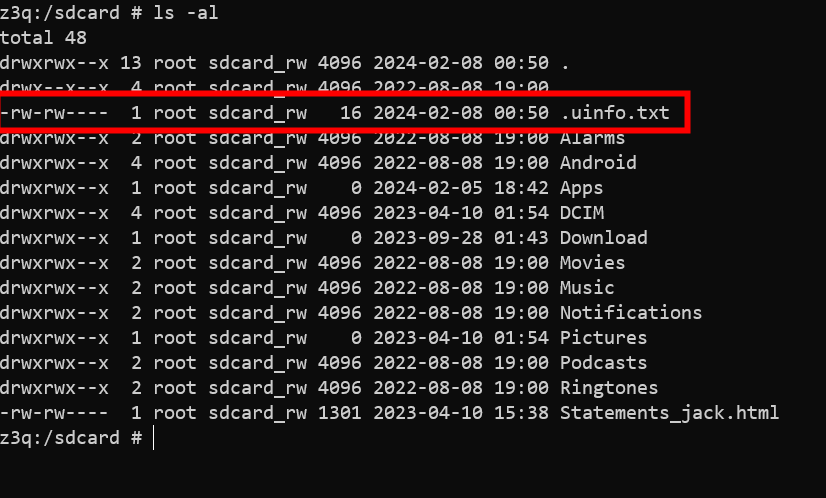 z3q:/sdcard # ls -al
total 48
drwxrwx--x 13 root sdcard_rw 4096 2024-02-08 00:50 .
drwx--x--x 4 root sdcard_rw 4096 2022-08-08 19:00
-rw-rw---- 1 root sdcard_rw 16 2024-02-08 00:50 .uinfo.txt
drwxrwx--x 2 root sdcard_rw 4096 2022-08-08 19:00 Alarms
drwxrwx--x 4 root sdcard_rw 4096 2022-08-08 19:00 Android
drwxrwx--x 1 root sdcard_rw 0 2024-02-05 18:42 Apps
drwxrwx--x 4 root sdcard_rw 4096 2023-04-10 01:54 DCIM
drwxrwx--x 1 root sdcard_rw 0 2023-09-28 01:43 Download
drwxrwx--x 2 root sdcard_rw 4096 2022-08-08 19:00 Movies
drwxrwx--x 2 root sdcard_rw 4096 2022-08-08 19:00 Music
drwxrwx--x 2 root sdcard_rw 4096 2022-08-08 19:00 Notifications
drwxrwx--x 1 root sdcard_rw 0 2023-04-10 01:54 Pictures
drwxrwx--x 2 root sdcard_rw 4096 2022-08-08 19:00 Podcasts
drwxrwx--x 2 root sdcard_rw 4096 2022-08-08 19:00 Ringtones
-rw-rw---- 1 root sdcard_rw 1301 2023-04-10 15:38 Statements_jack.html
z3q:/sdcard #